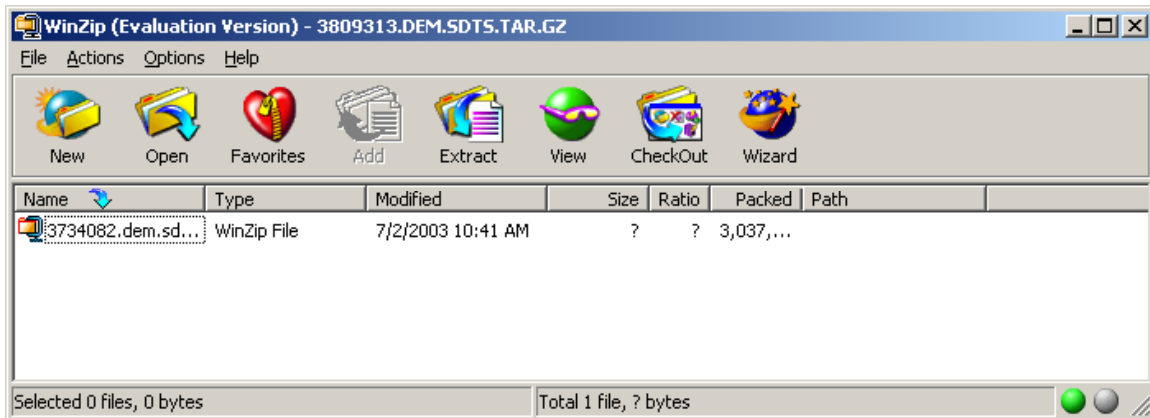 WinZip (Evaluation Version) - 3809313.DEM.SDTS.TAR.GZ
File Actions Options Help
New Open Favorites Add Extract View CheckOut Wizard
Name Type Modified Size Ratio Packed Path
3734082.dem.sd... WinZip File 7/2/2003 10:41 AM ? ? 3,037,...
Selected 0 files, 0 bytes Total 1 file, ? bytes